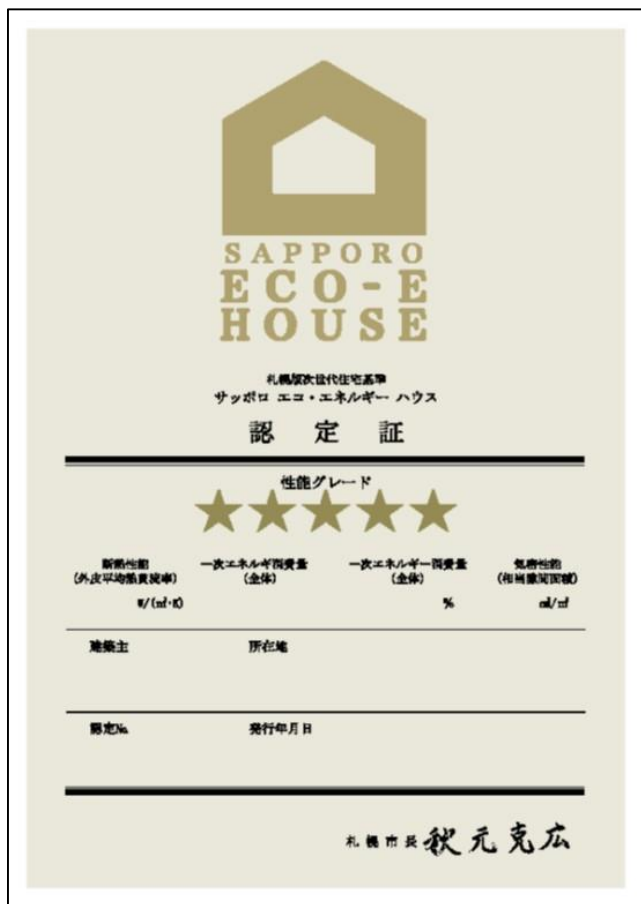 SAPPORO
ECO-E
HOUSE
札幌版次世代住宅基準
サッポロ エコ・エネルギー ハウス
認 定 証
性能グレード
★★★★★
断熱性能 一次エネルギ消費量 一次エネルギー消費量 気密性能
(外皮平均熱貫流率) (全体) (全体) (相当隙間面積)
W/(㎡・K) % c㎡/㎡
建築主 所在地
認定No. 発行年月日
札幌市長 秋元克広